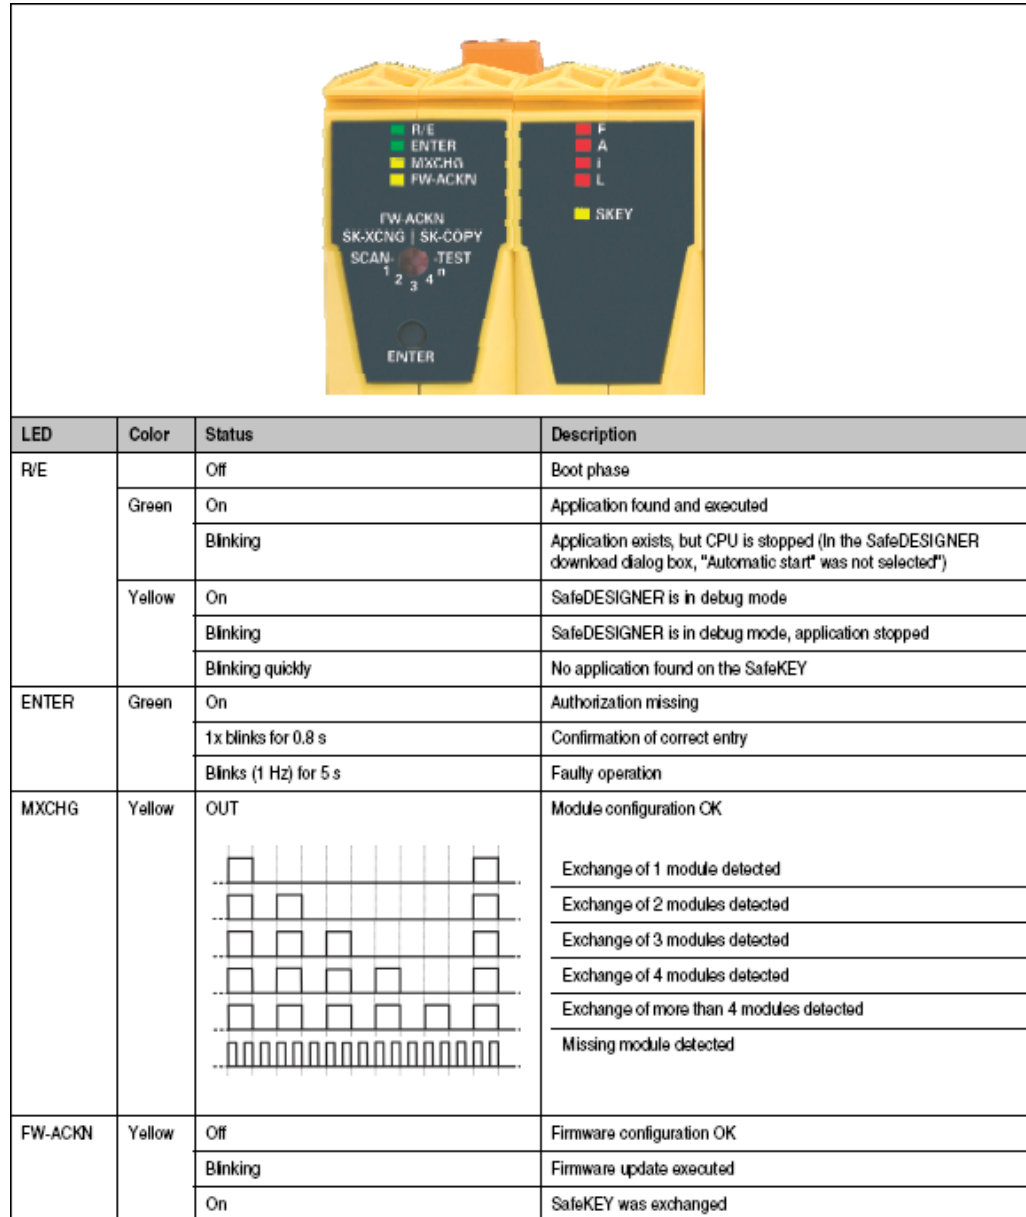 R/E
ENTER
MXCHG
FW-ACKN
FW-ACKN
SK-XCNG | SK-COPY
SCAN- -TEST
1 2 3 4 n
ENTER
F
A
I
L
SKEY
LED Color Status Description
R/E Off Boot phase
Green On Application found and executed
Blinking Application exists, but CPU is stopped (In the SafeDESIGNER
download dialog box, "Automatic start" was not selected")
Yellow On SafeDESIGNER is in debug mode
Blinking SafeDESIGNER is in debug mode, application stopped
Blinking quickly No application found on the SafeKEY
ENTER Green On Authorization missing
1x blinks for 0.8 s Confirmation of correct entry
Blinks (1 Hz) for 5 s Faulty operation
MXCHG Yellow OUT Module configuration OK
Exchange of 1 module detected
Exchange of 2 modules detected
Exchange of 3 modules detected
Exchange of 4 modules detected
Exchange of more than 4 modules detected
Missing module detected
FW-ACKN Yellow Off Firmware configuration OK
Blinking Firmware update executed
On SafeKEY was exchanged